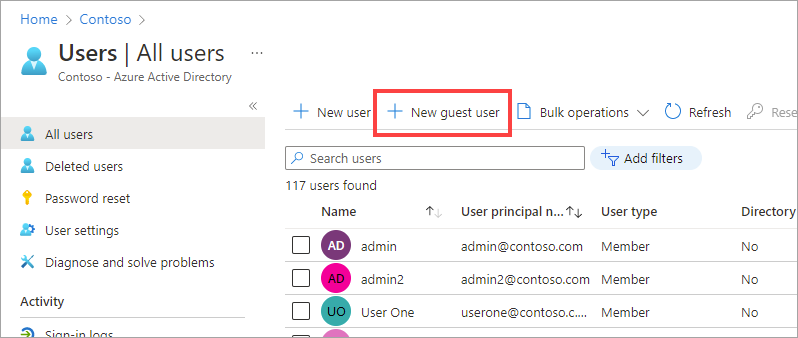 Home > Contoso >
Users | All users ...
Contoso - Azure Active Directory
«
All users
Deleted users
Password reset
User settings
Diagnose and solve problems
Activity
Sign-in logs
+ New user
+ New guest user
Bulk operations
Refresh
Search users
Add filters
117 users found
Name User principal n... User type Directory
AD admin admin@contoso.com Member No
AD admin2 admin2@contoso.com Member No
UO User One userone@contoso.c... Member No